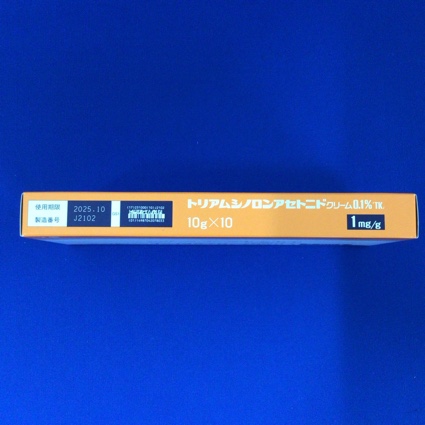 使用期限 2025.10
製造番号 J2102
トリアムシノロンアセトニドクリーム0.1%「TK」
10g×10
1mg/g